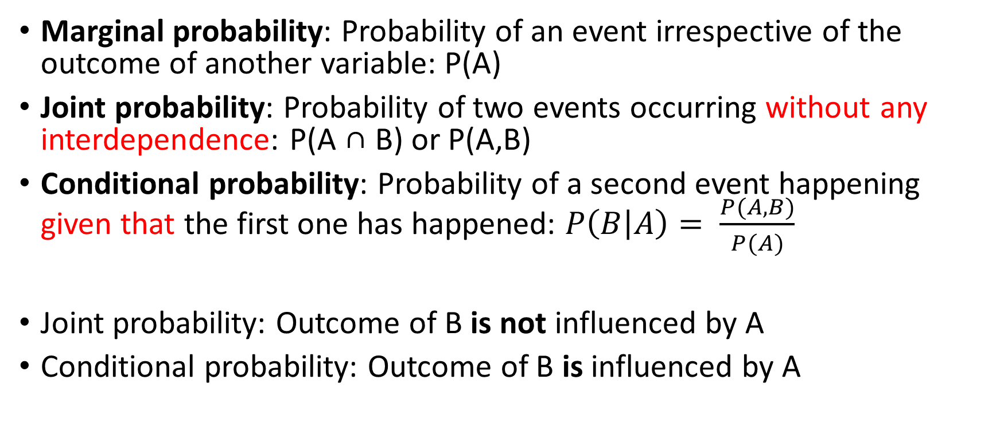 • Marginal probability: Probability of an event irrespective of the
outcome of another variable: P(A)
• Joint probability: Probability of two events occurring without any
interdependence: P(A ∩ B) or P(A,B)
• Conditional probability: Probability of a second event happening
given that the first one has happened: P(B|A) = P(A,B) / P(A)
• Joint probability: Outcome of B is not influenced by A
• Conditional probability: Outcome of B is influenced by A